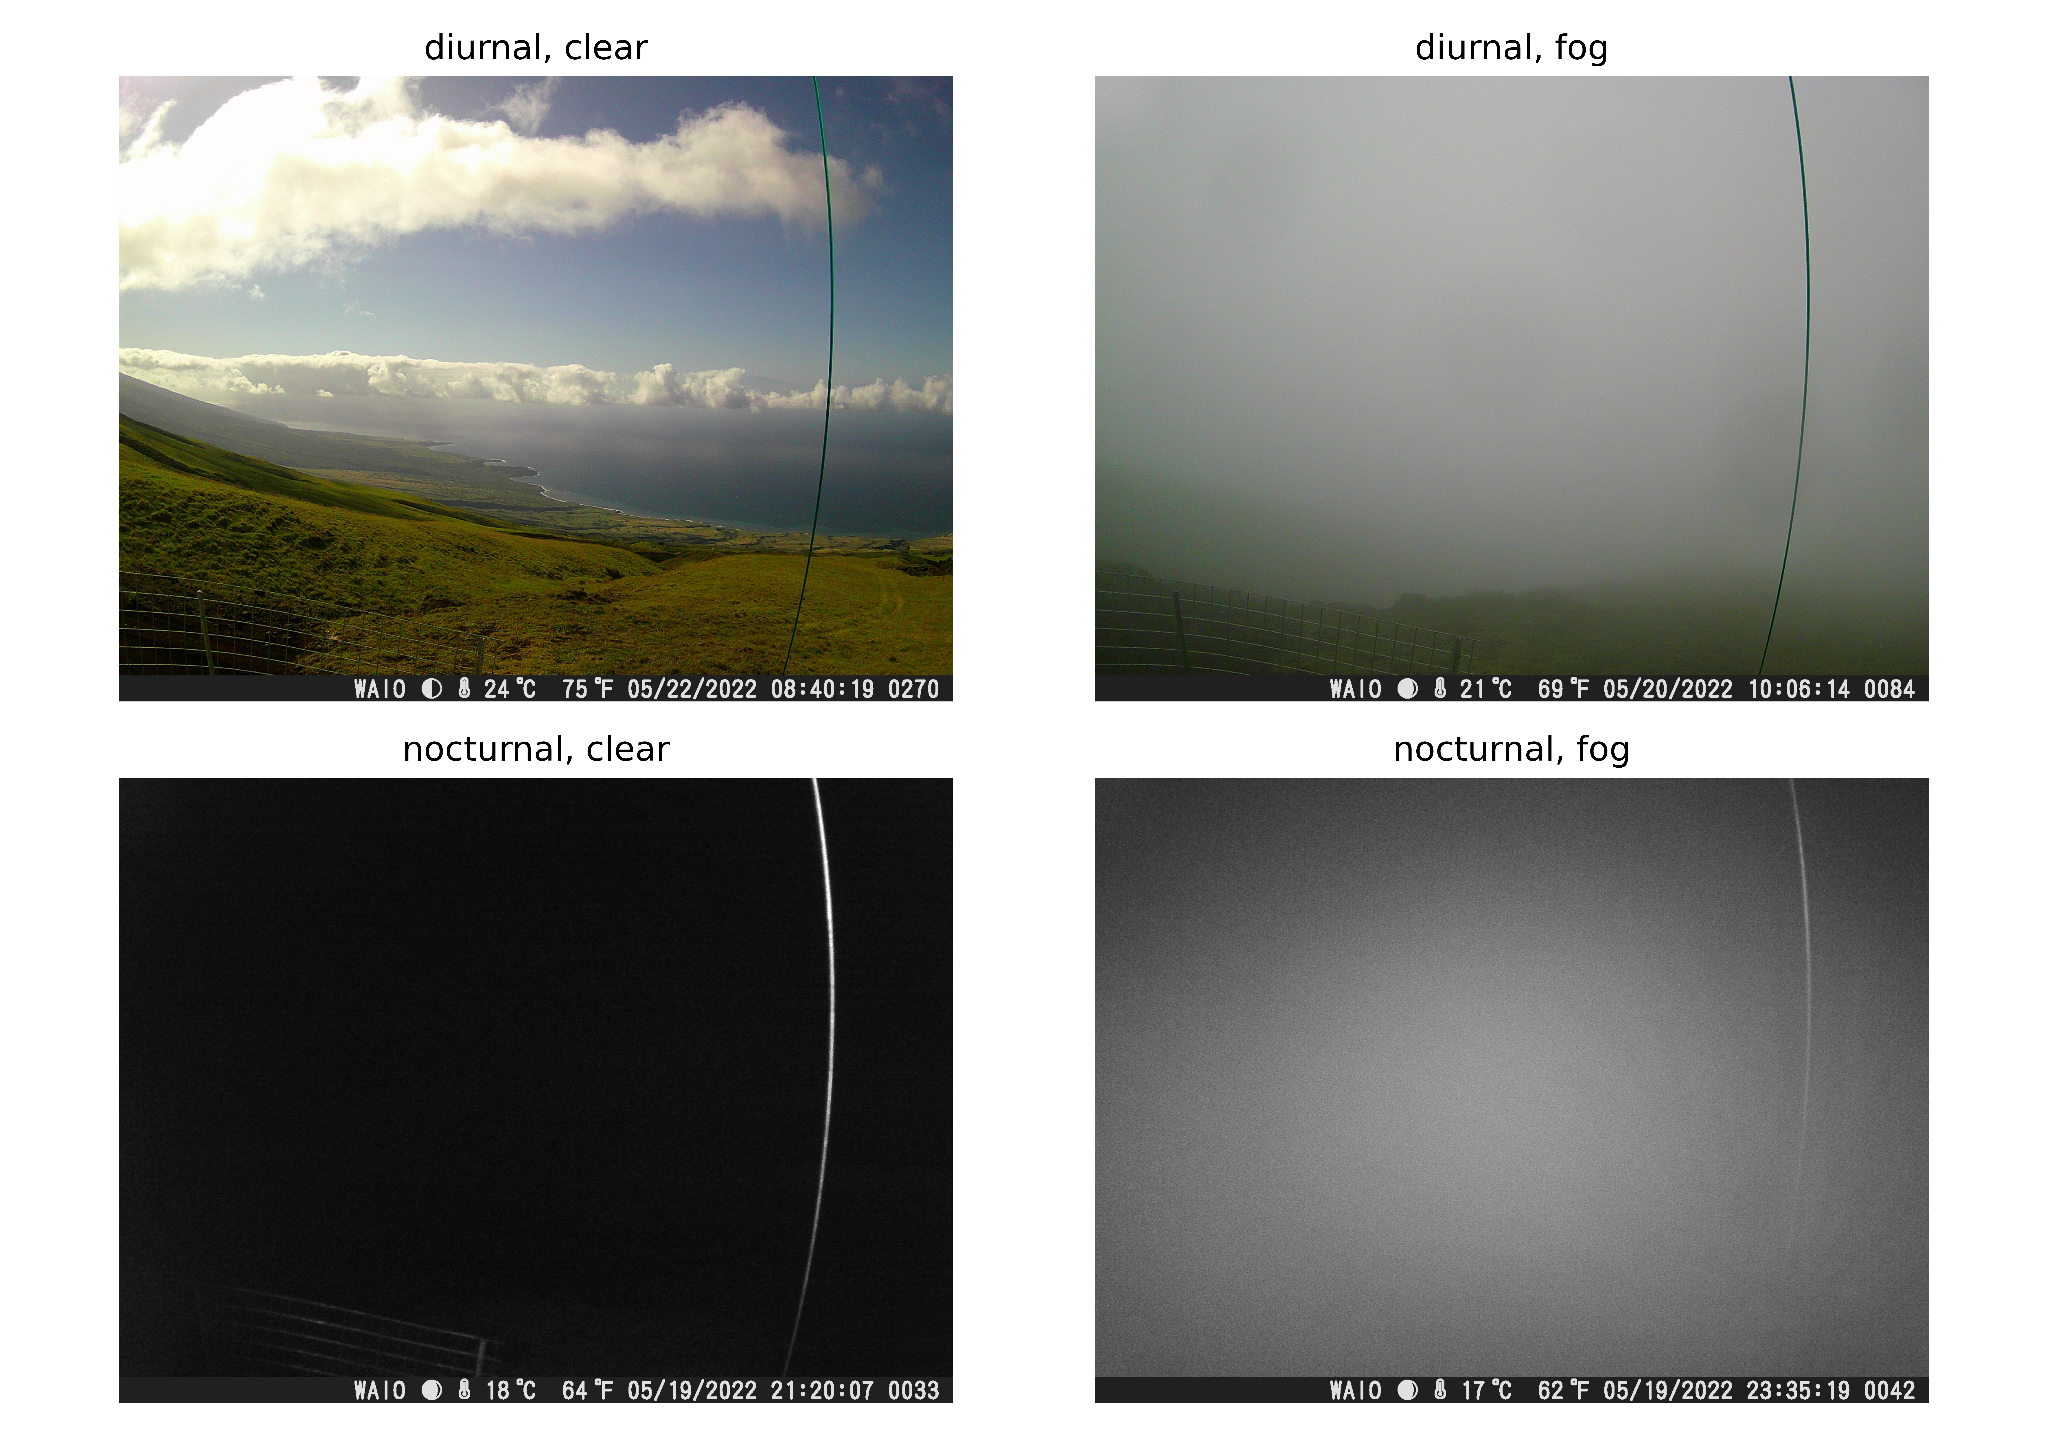 diurnal, clear
diurnal, fog
WAIO 24°C 75°F 05/22/2022 08:40:19 0270
WAIO 21°C 69°F 05/20/2022 10:06:14 0084
nocturnal, clear
nocturnal, fog
WAIO 18°C 64°F 05/19/2022 21:20:07 0033
WAIO 17°C 62°F 05/19/2022 23:35:19 0042